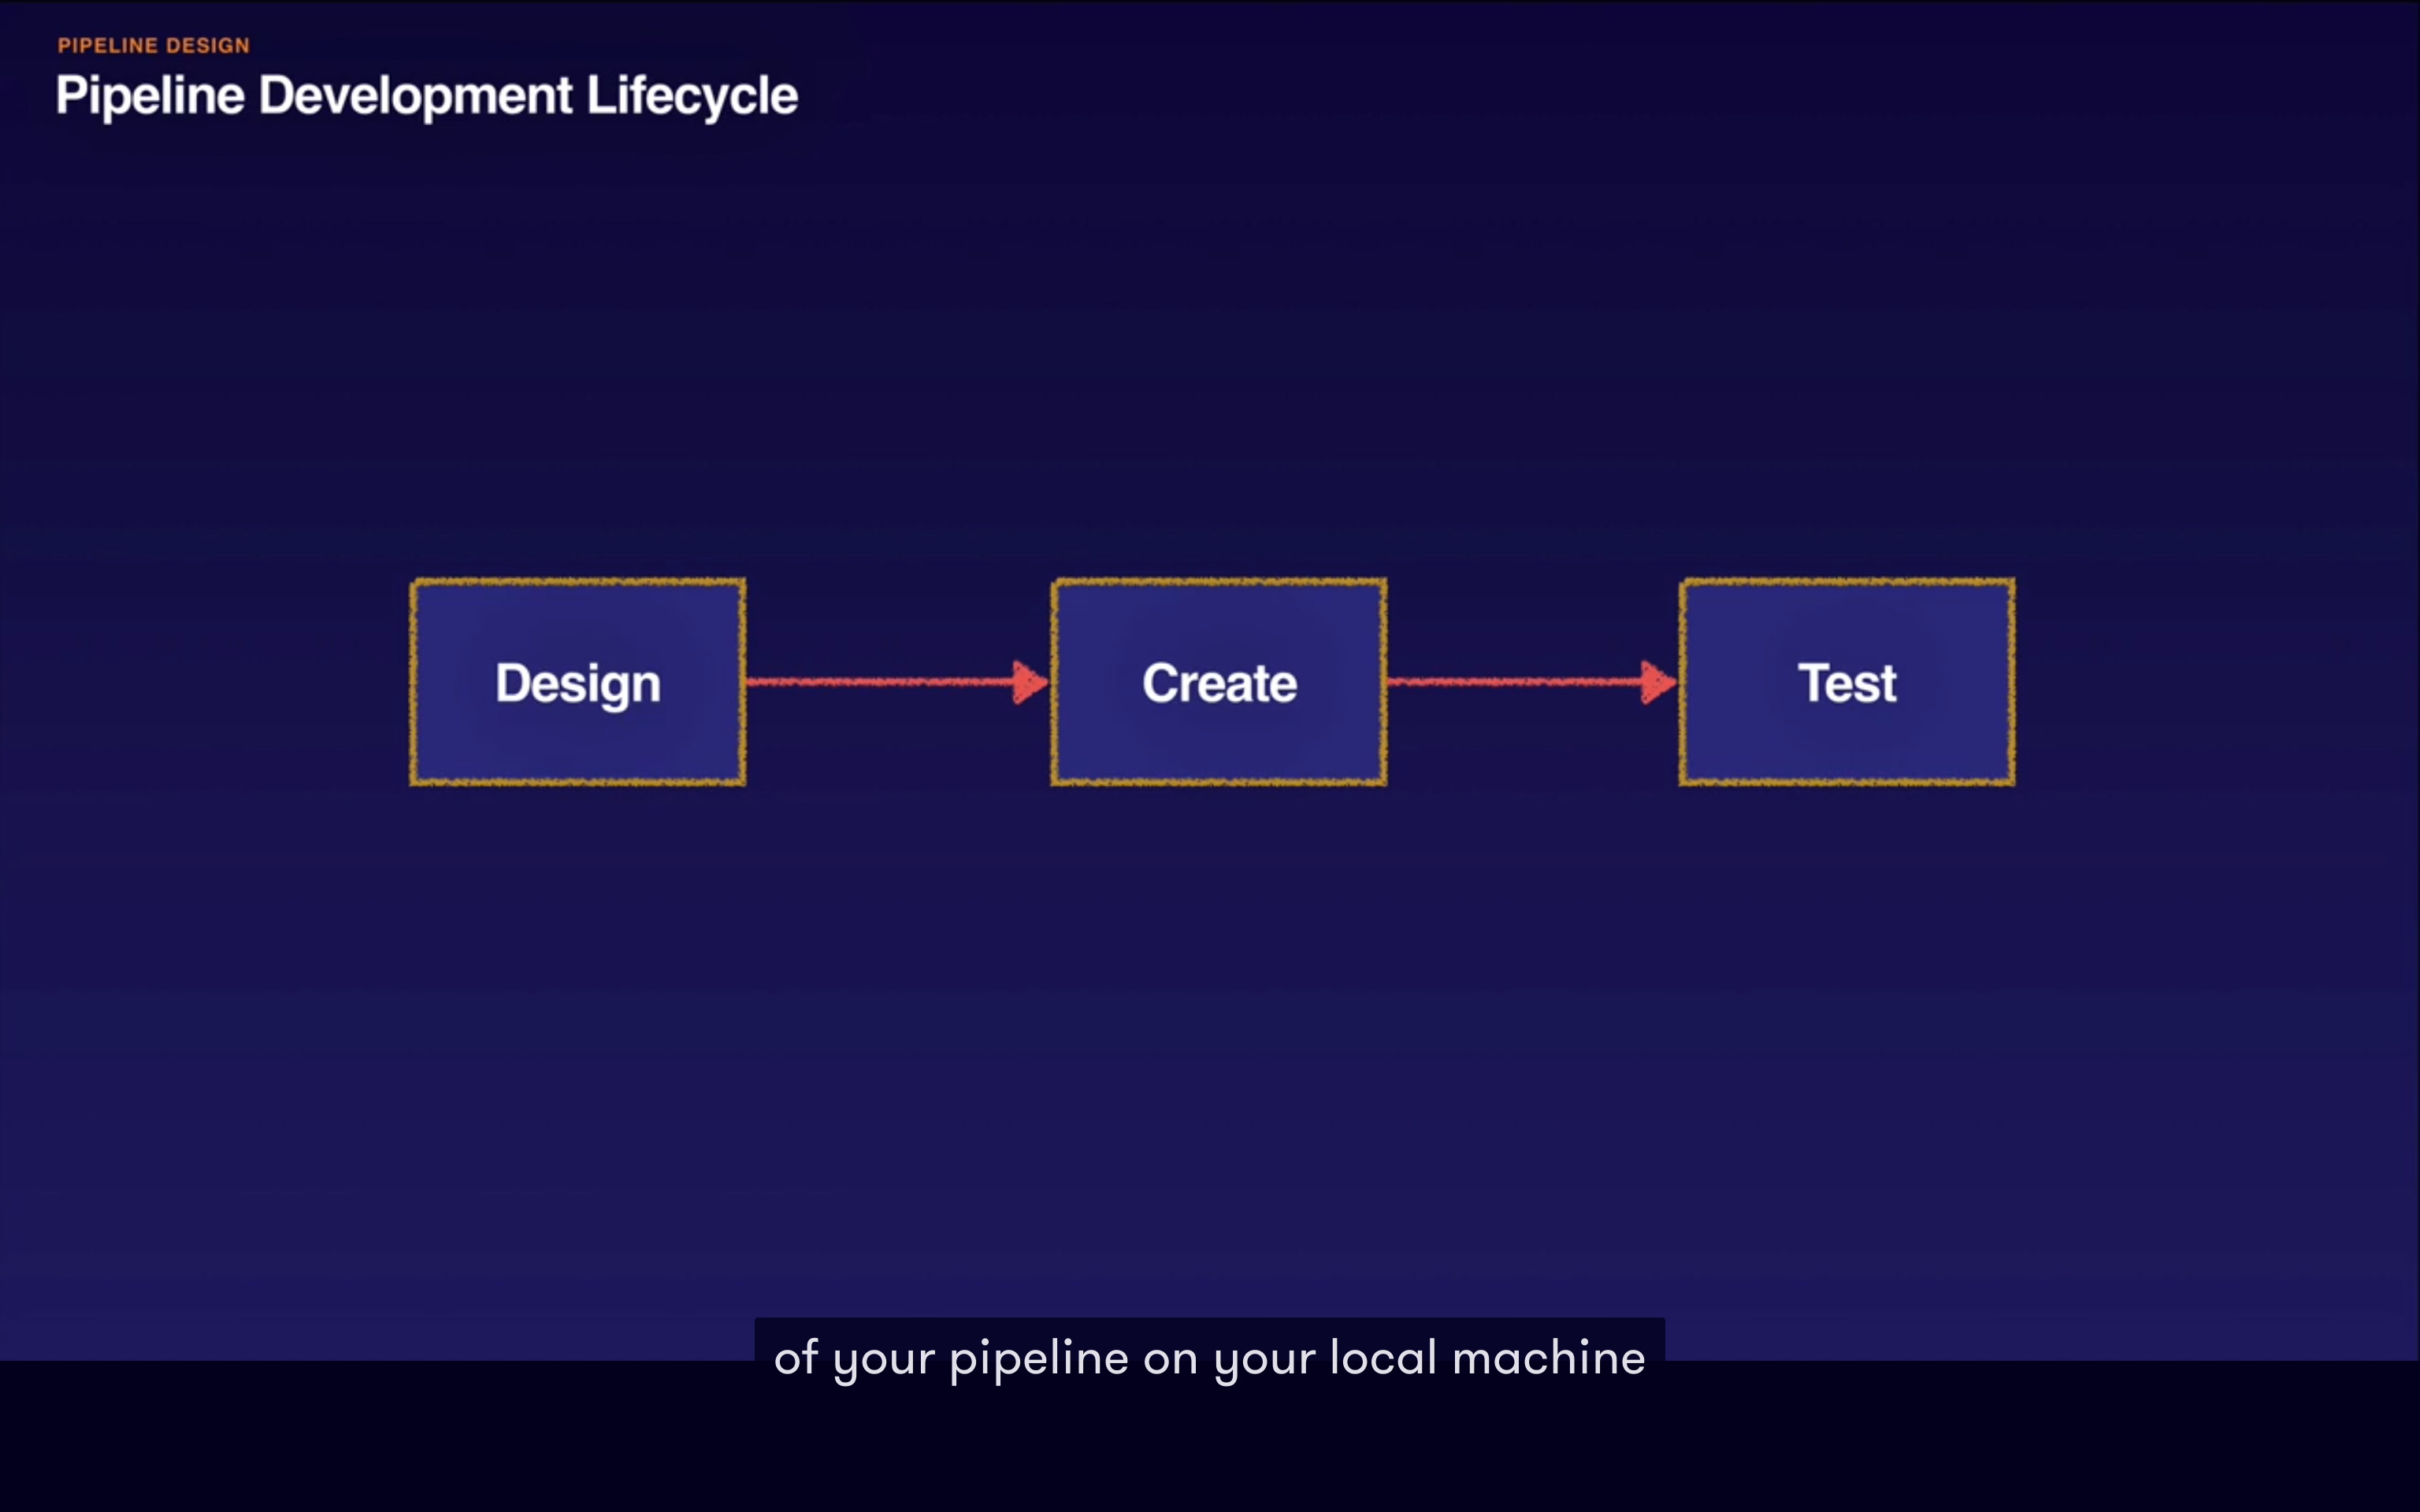 PIPELINE DESIGN
Pipeline Development Lifecycle
Design
Create
Test
of your pipeline on your local machine